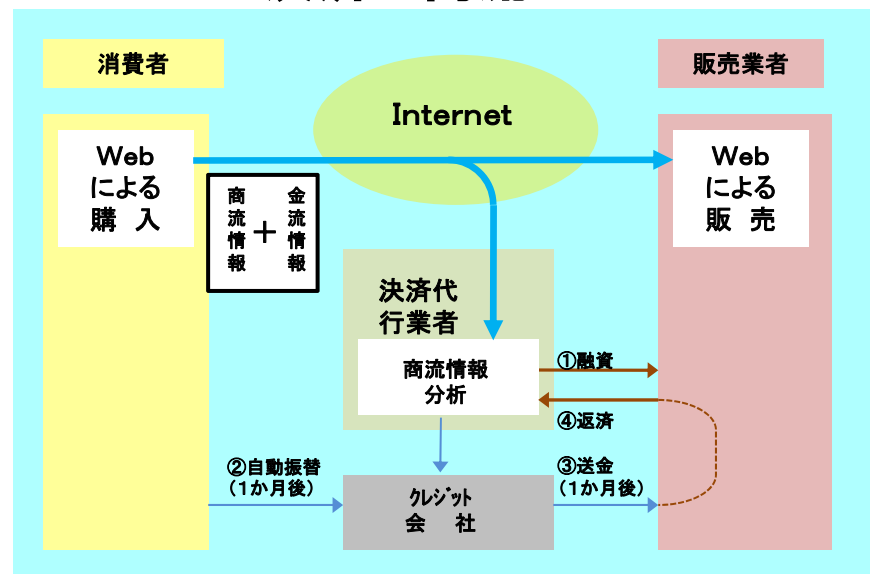 消費者
販売業者
Internet
Web
による
購 入
Web
による
販 売
商流情報
＋
金流情報
決済代
行業者
商流情報
分析
①融資
④返済
②自動振替
（1か月後）
③送金
（1か月後）
ｸﾚｼﾞｯﾄ
会 社